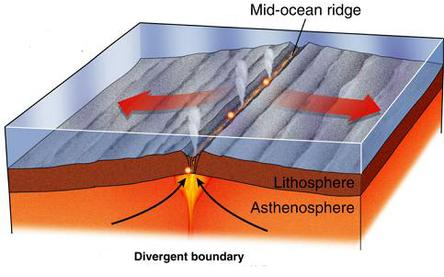 Mid-ocean ridge
Lithosphere
Asthenosphere
Divergent boundary